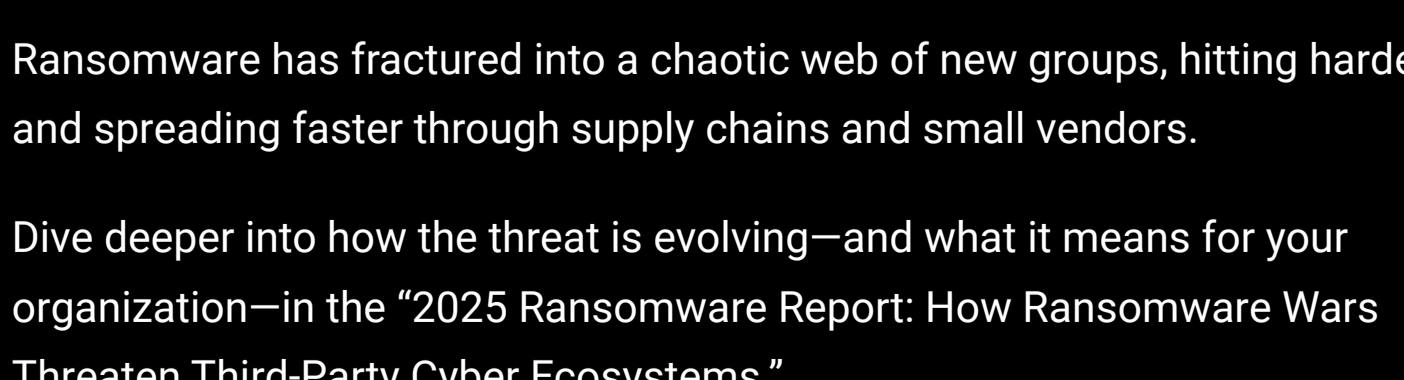 Ransomware has fractured into a chaotic web of new groups, hitting harde
and spreading faster through supply chains and small vendors.
Dive deeper into how the threat is evolving—and what it means for your
organization—in the “2025 Ransomware Report: How Ransomware Wars
Threaten Third-Party Cyber Ecosystems.”